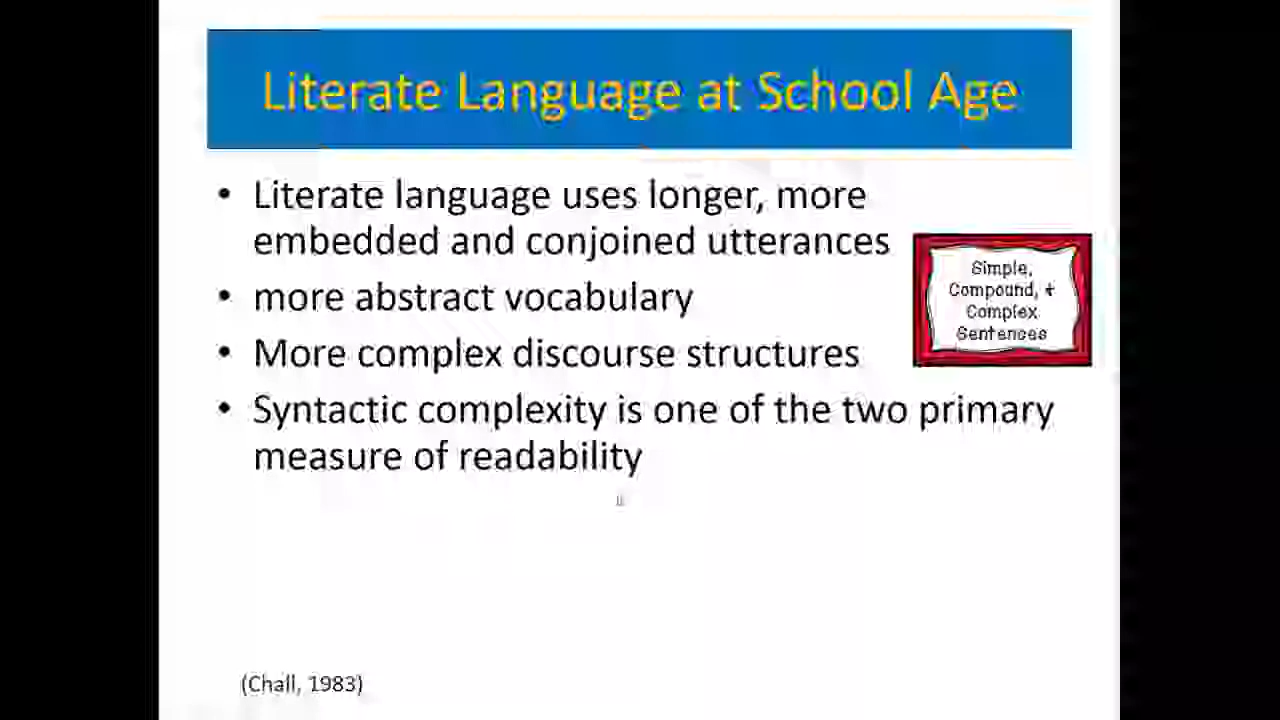 Literate Language at School Age
• Literate language uses longer, more
embedded and conjoined utterances
• more abstract vocabulary
• More complex discourse structures
• Syntactic complexity is one of the two primary
measure of readability
Simple,
Compound, +
Complex
Sentences
(Chall, 1983)